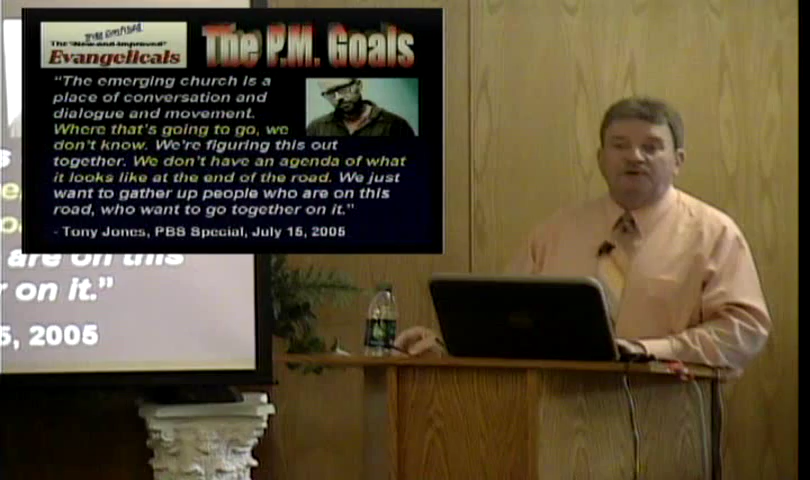 The "New and Improved"
Evangelicals
The P.M. Goals
“The emerging church is a
place of conversation and
dialogue and movement.
Where that’s going to go, we
don’t know. We’re figuring this out
together. We don’t have an agenda of what
it looks like at the end of the road. We just
want to gather up people who are on this
road, who want to go together on it.”
- Tony Jones, PBS Special, July 15, 2005
are on this
r on it.”
5, 2005